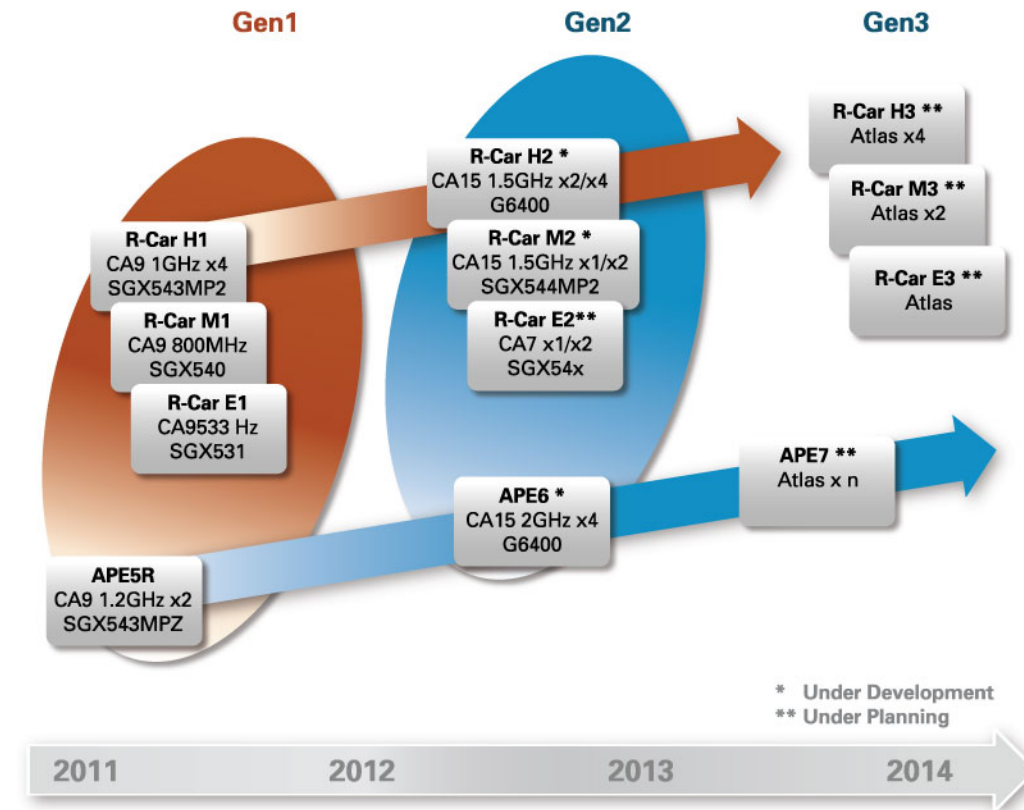 Gen1
Gen2
Gen3
R-Car H3 **
Atlas x4
R-Car M3 **
Atlas x2
R-Car E3 **
Atlas
R-Car H2 *
CA15 1.5GHz x2/x4
G6400
R-Car M2 *
CA15 1.5GHz x1/x2
SGX544MP2
R-Car E2**
CA7 x1/x2
SGX54x
R-Car H1
CA9 1GHz x4
SGX543MP2
R-Car M1
CA9 800MHz
SGX540
R-Car E1
CA9533 Hz
SGX531
APE7 **
Atlas x n
APE6 *
CA15 2GHz x4
G6400
APE5R
CA9 1.2GHz x2
SGX543MPZ
* Under Development
** Under Planning
2011
2012
2013
2014